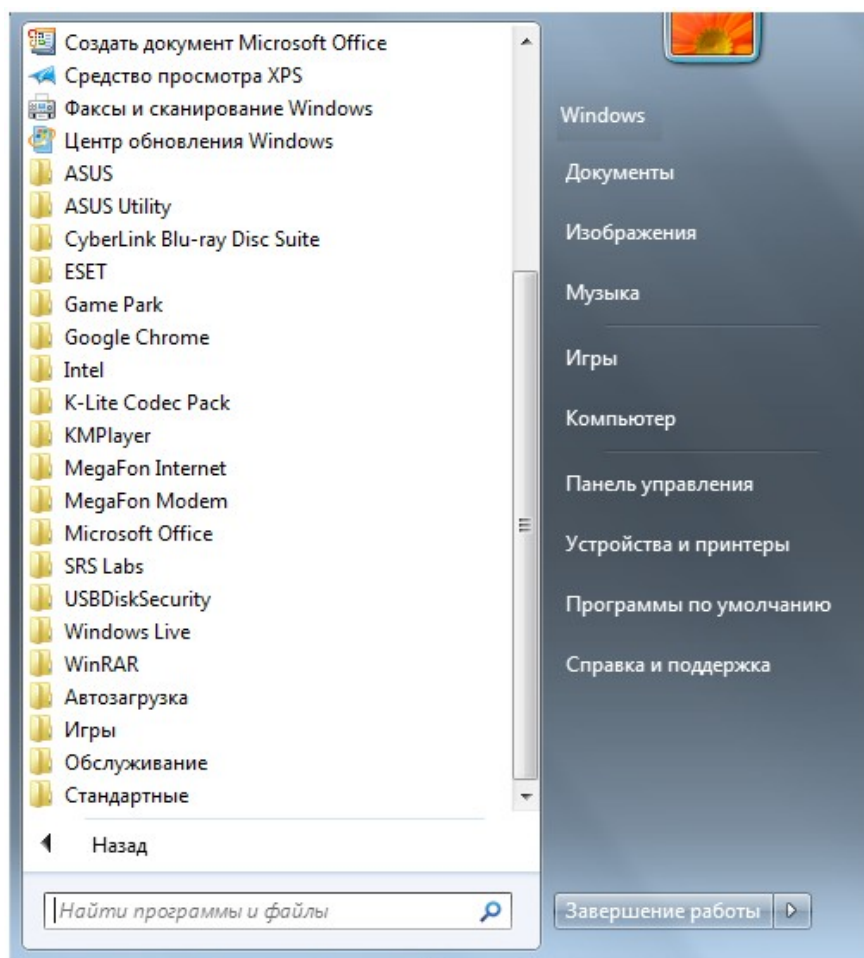 Создать документ Microsoft Office
Средство просмотра XPS
Факсы и сканирование Windows
Центр обновления Windows
ASUS
ASUS Utility
CyberLink Blu-ray Disc Suite
ESET
Game Park
Google Chrome
Intel
K-Lite Codec Pack
KMPlayer
MegaFon Internet
MegaFon Modem
Microsoft Office
SRS Labs
USBDiskSecurity
Windows Live
WinRAR
Автозагрузка
Игры
Обслуживание
Стандартные
Назад
Найти программы и файлы
Windows
Документы
Изображения
Музыка
Игры
Компьютер
Панель управления
Устройства и принтеры
Программы по умолчанию
Справка и поддержка
Завершение работы